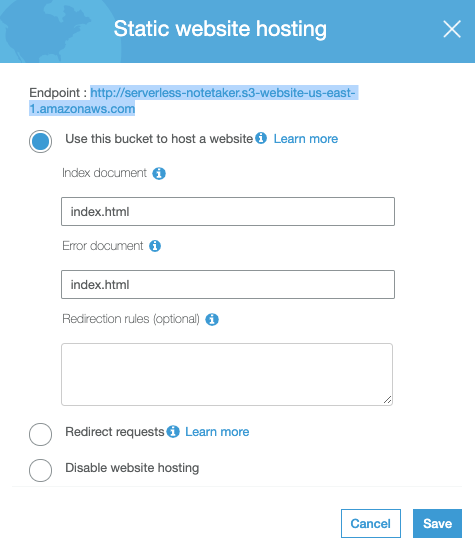 Static website hosting
Endpoint : http://serverless-notetaker.s3-website-us-east-
1.amazonaws.com
Use this bucket to host a website Learn more
Index document
index.html
Error document
index.html
Redirection rules (optional)
Redirect requests Learn more
Disable website hosting
Cancel Save